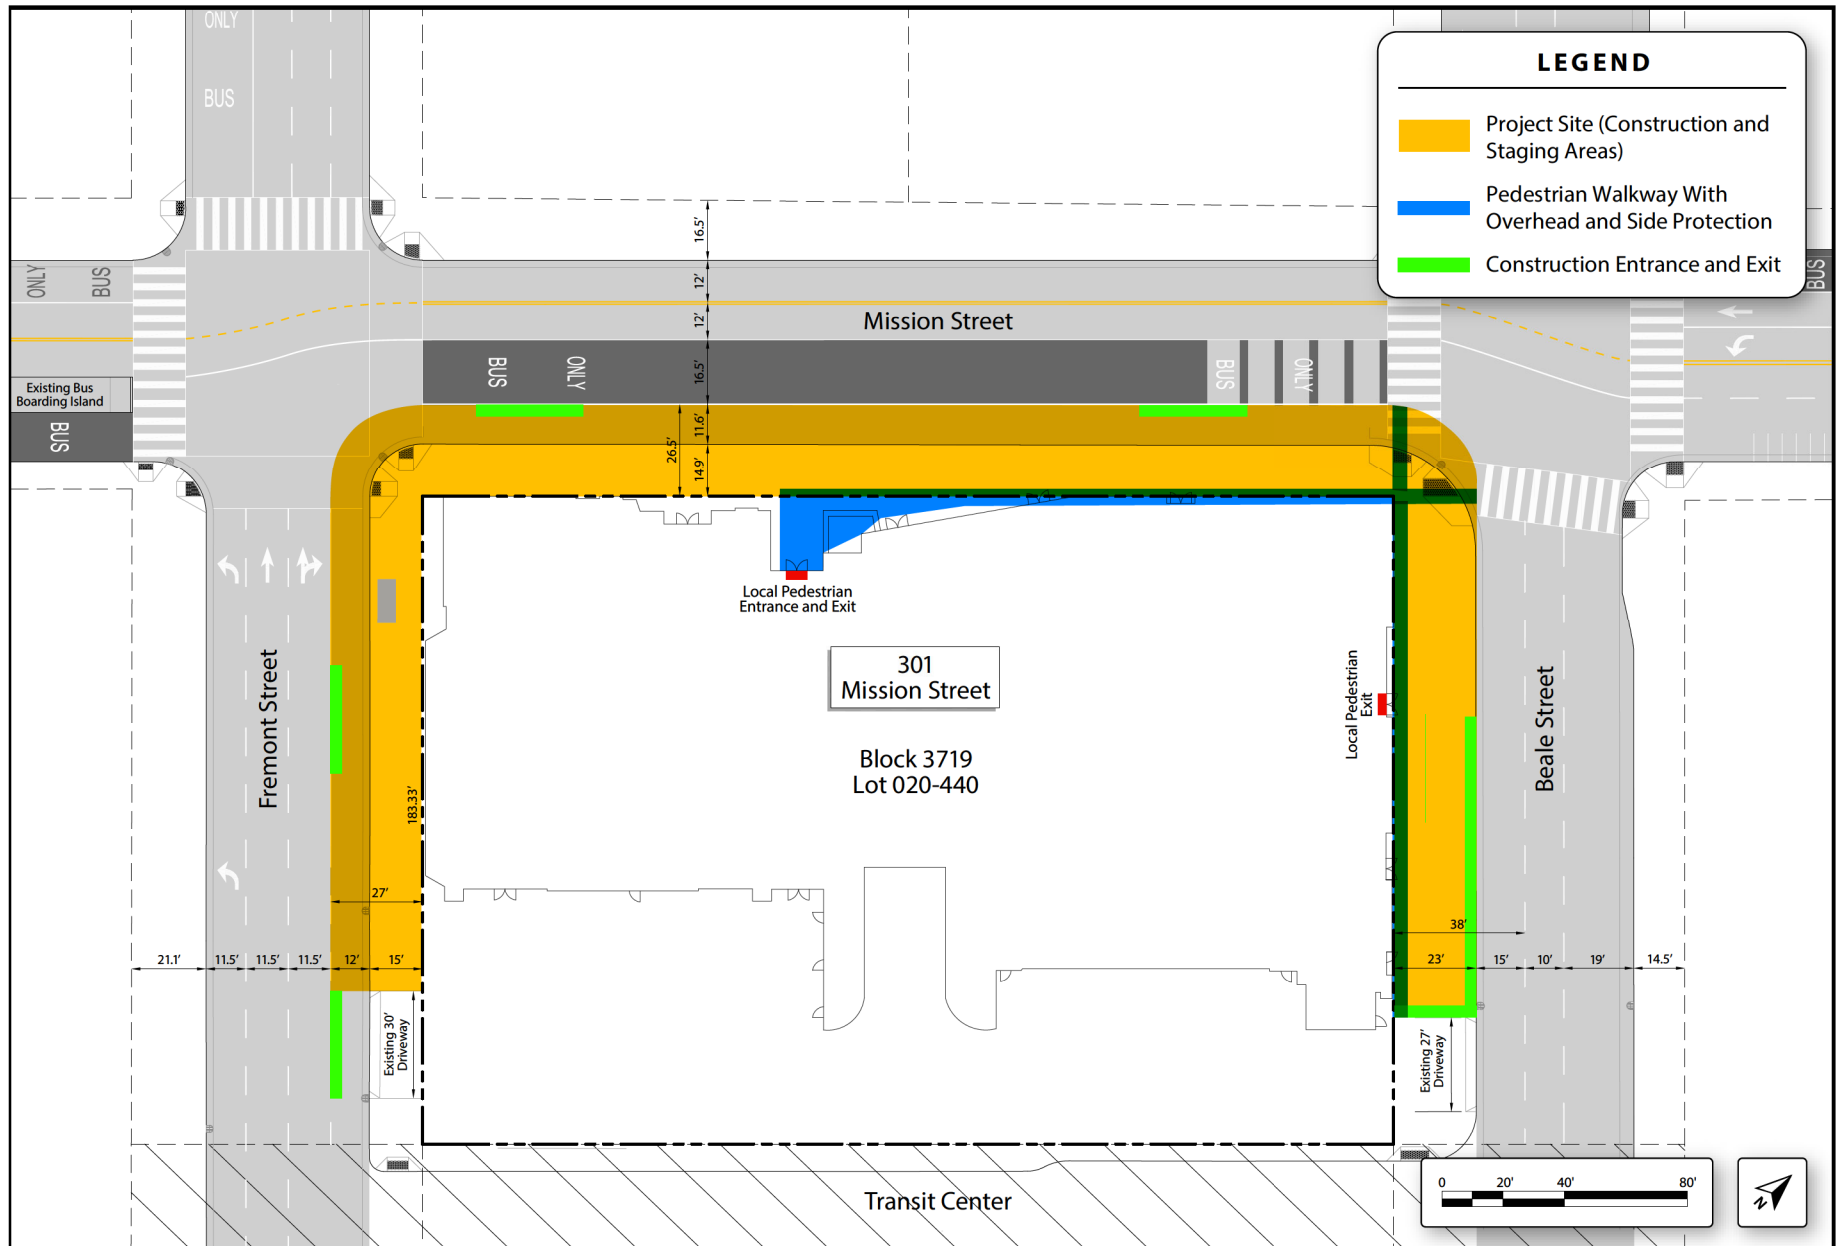 ONLY
BUS
LEGEND
Project Site (Construction and
Staging Areas)
Pedestrian Walkway With
Overhead and Side Protection
Construction Entrance and Exit
16.5'
ONLY
BUS
12'
12'
Mission Street
BUS
Existing Bus
Boarding Island
BUS
BUS
ONLY
16.5'
BUS
ONLY
11.6'
26.5'
14.9'
Local Pedestrian
Entrance and Exit
301
Mission Street
Local Pedestrian
Exit
Fremont Street
Beale Street
Block 3719
Lot 020-440
183.33'
27'
38'
21.1'
11.5'
11.5'
11.5'
12'
15'
23'
15'
10'
19'
14.5'
Existing 30'
Driveway
Existing 27'
Driveway
Transit Center
0
20'
40'
80'
N